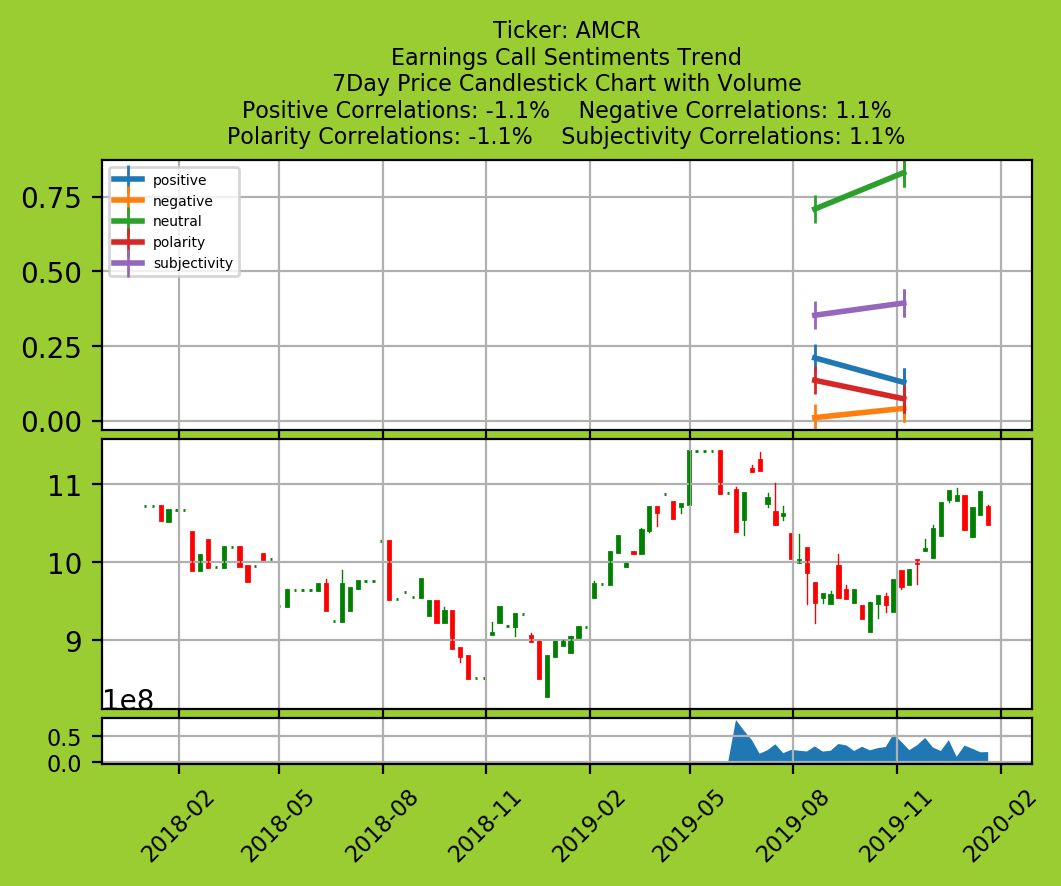 Ticker: AMCR
Earnings Call Sentiments Trend
7Day Price Candlestick Chart with Volume
Positive Correlations: -1.1%    Negative Correlations: 1.1%
Polarity Correlations: -1.1%    Subjectivity Correlations: 1.1%
positive
negative
neutral
polarity
subjectivity
0.75
0.50
0.25
0.00
11
10
9
1e8
0.5
0.0
2018-02
2018-05
2018-08
2018-11
2019-02
2019-05
2019-08
2019-11
2020-02